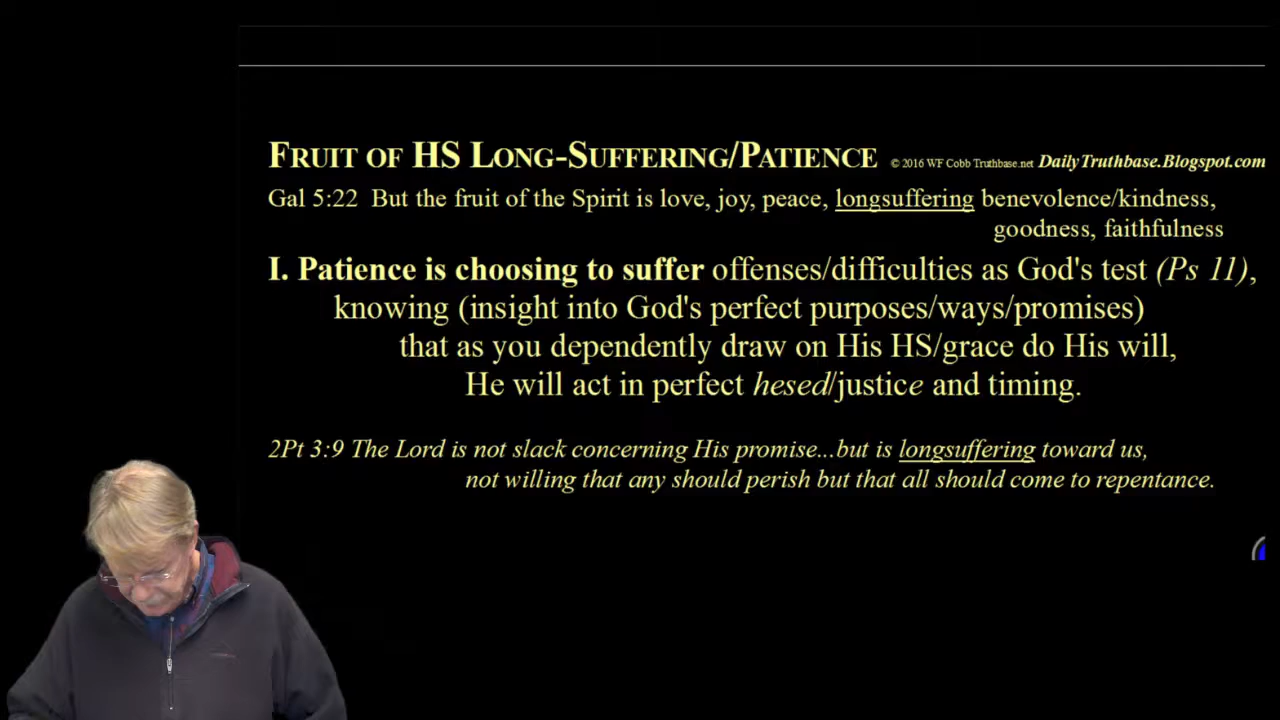 FRUIT OF HS LONG-SUFFERING/PATIENCE © 2016 WF Cobb Truthbase.net DailyTruthbase.Blogspot.com
Gal 5:22 But the fruit of the Spirit is love, joy, peace, longsuffering benevolence/kindness,
goodness, faithfulness
I. Patience is choosing to suffer offenses/difficulties as God's test (Ps 11),
knowing (insight into God's perfect purposes/ways/promises)
that as you dependently draw on His HS/grace do His will,
He will act in perfect hesed/justice and timing.
2Pt 3:9 The Lord is not slack concerning His promise...but is longsuffering toward us,
not willing that any should perish but that all should come to repentance.